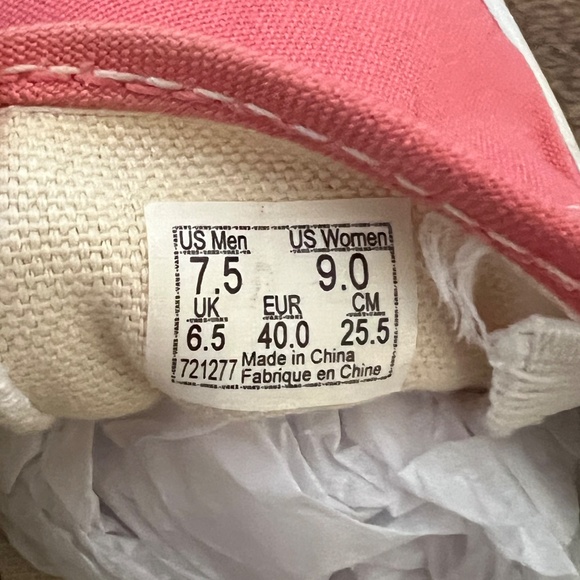 US Men US Women
7.5 9.0
UK EUR CM
6.5 40.0 25.5
721277 Made in China
Fabrique en Chine